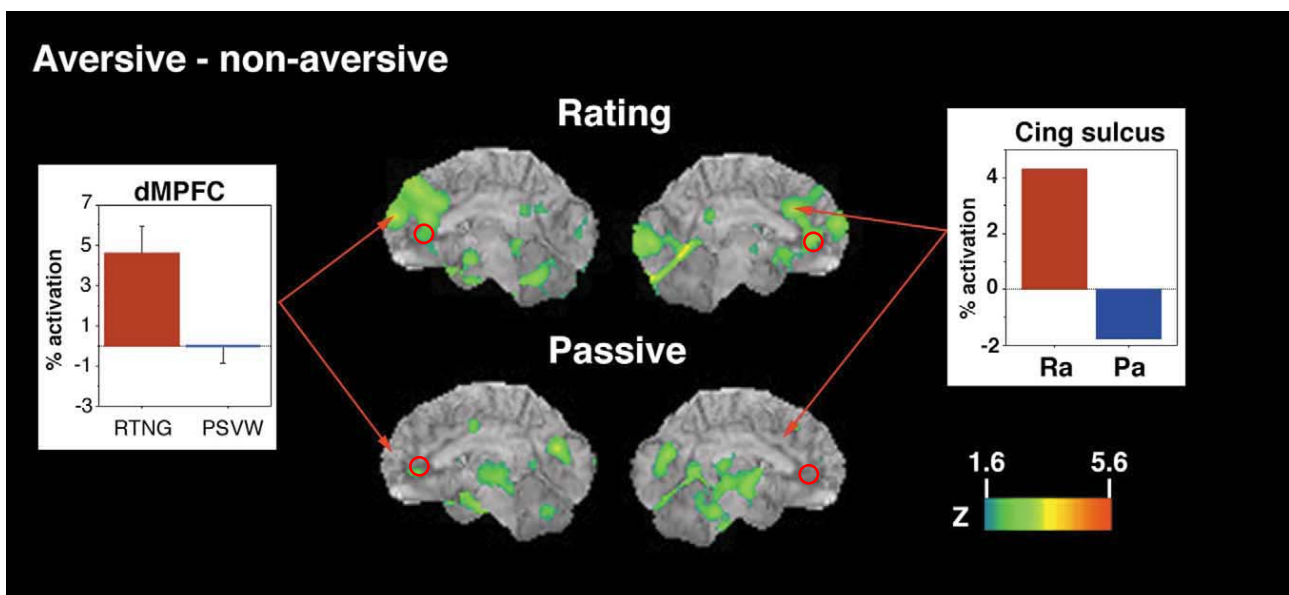 Aversive - non-aversive
Rating
dMPFC
% activation
7
5
3
1
-1
-3
RTNG PSVW
Cing sulcus
% activation
4
2
0
-2
Ra Pa
Passive
1.6 5.6
Z